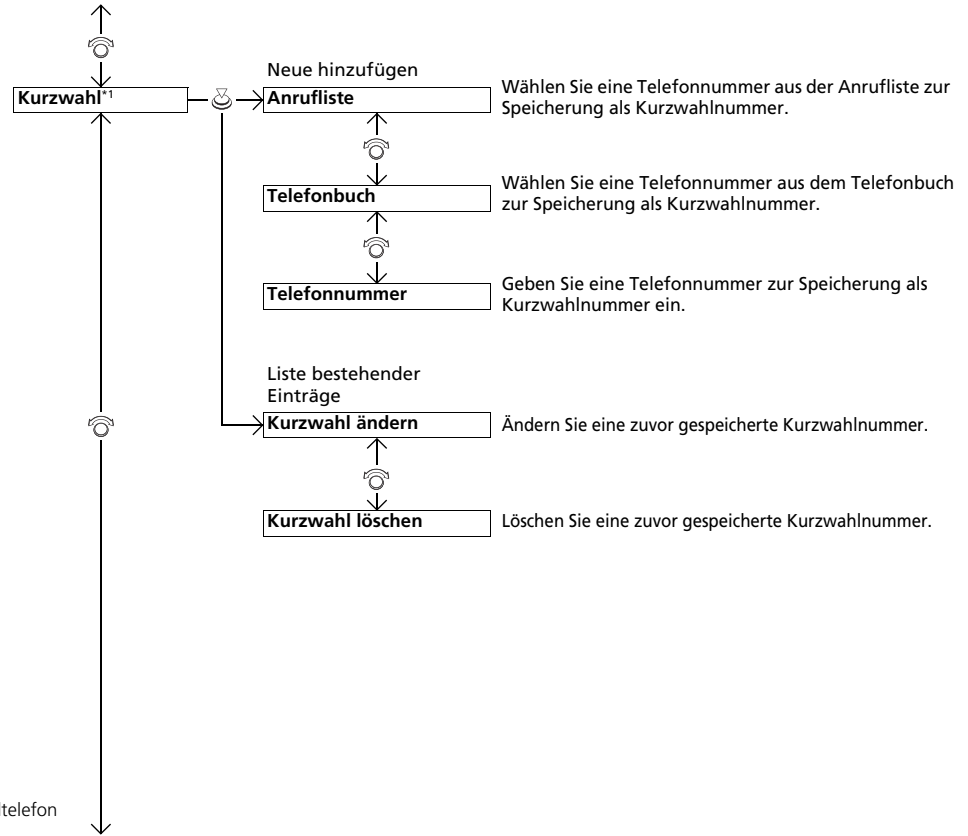 Neue hinzufügen
Kurzwahl*1
Anrufliste
Wählen Sie eine Telefonnummer aus der Anrufliste zur
Speicherung als Kurzwahlnummer.
Telefonbuch
Wählen Sie eine Telefonnummer aus dem Telefonbuch
zur Speicherung als Kurzwahlnummer.
Telefonnummer
Geben Sie eine Telefonnummer zur Speicherung als
Kurzwahlnummer ein.
Liste bestehender
Einträge
Kurzwahl ändern
Ändern Sie eine zuvor gespeicherte Kurzwahlnummer.
Kurzwahl löschen
Löschen Sie eine zuvor gespeicherte Kurzwahlnummer.